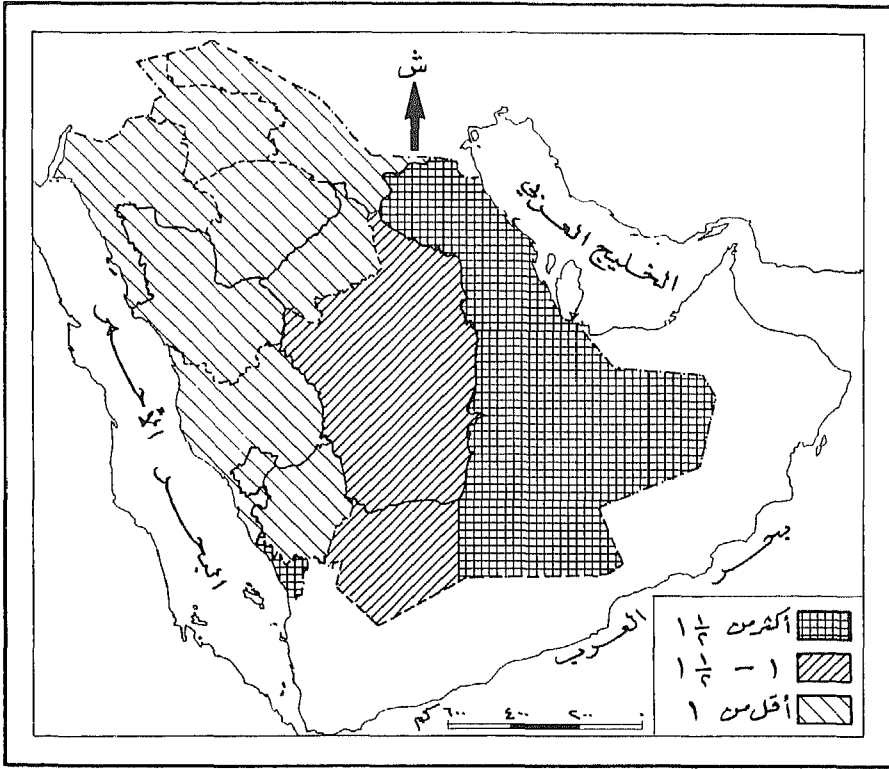 ش
الخليج العربي
البحر
الأحمر
بحر
العرب
أكثر من ١ ١/٢
١ - ١ ١/٢
أقل من ١
كم ٦٠٠ ٤٠٠ ٢٠٠ ٠